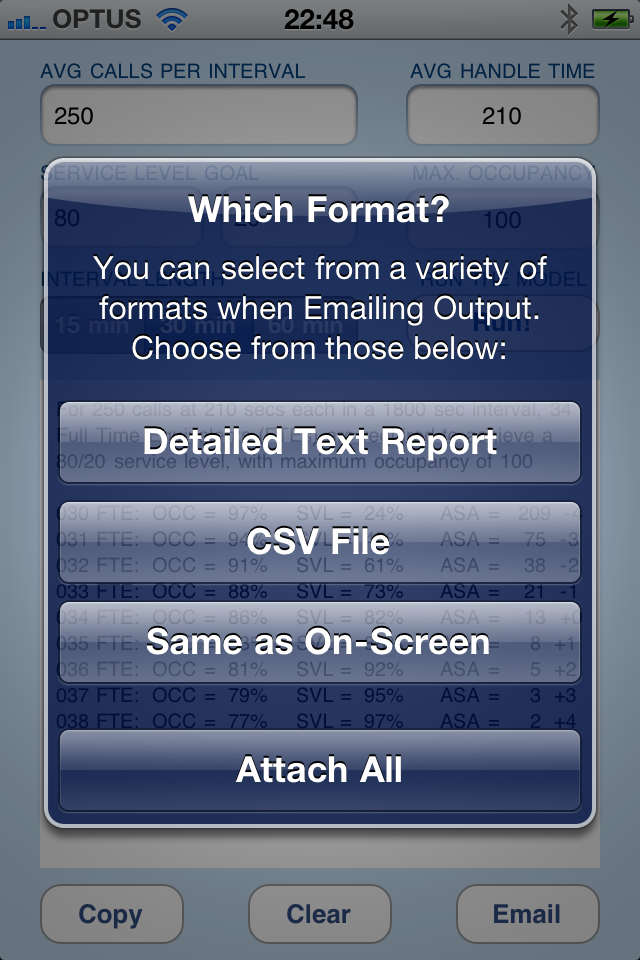 OPTUS 22:48
AVG CALLS PER INTERVAL AVG HANDLE TIME
250 210
SERVICE LEVEL GOAL MAX. OCCUPANCY
80 20 100
Which Format?
You can select from a variety of
formats when Emailing Output.
Choose from those below:
INTERVAL LENGTH RUN THE MODEL
15 min 30 min 60 min Run!
For 250 calls at 210 secs each in a 1800 sec interval, 34
Detailed Text Report
80/20 service level, with maximum occupancy of 100
030 FTE: OCC = 97% SVL = 24% ASA = 209 -4
031 FTE: OCC = SVL = ASA = 75 -3
CSV File
032 FTE: OCC = 91% SVL = 61% ASA = 38 -2
033 FTE: OCC = 88% SVL = 73% ASA = 21 -1
034 FTE: OCC = 86% SVL = 82% ASA = 13 +0
035 FTE: OCC = SVL = ASA = 8 +1
Same as On-Screen
036 FTE: OCC = 81% SVL = 92% ASA = 5 +2
037 FTE: OCC = 79% SVL = 95% ASA = 3 +3
038 FTE: OCC = 77% SVL = 97% ASA = 2 +4
Attach All
Copy Clear Email